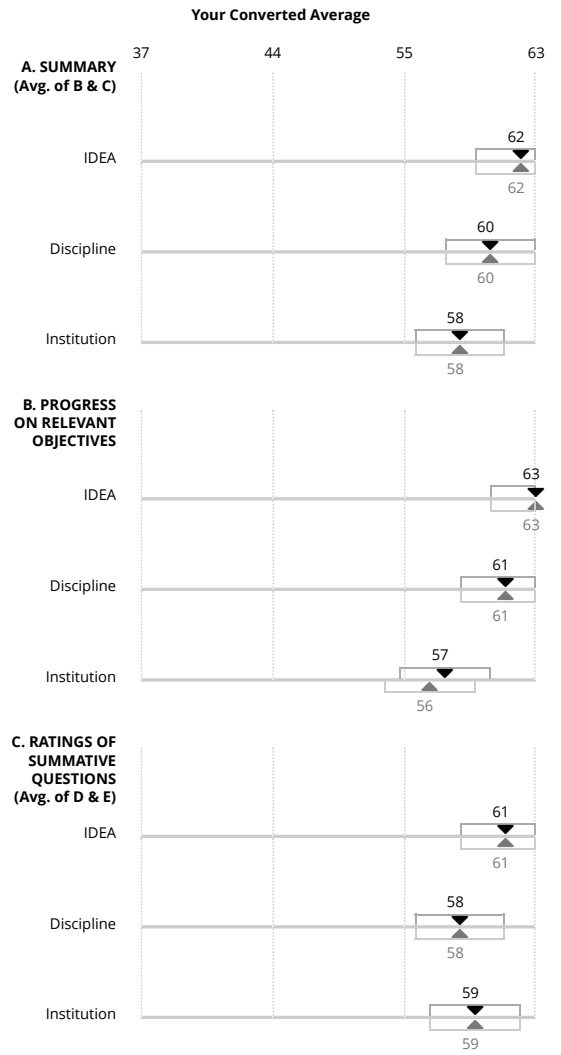 Your Converted Average
37 44 55 63
A. SUMMARY
(Avg. of B & C)
62
IDEA
62
60
Discipline
60
58
Institution
58
B. PROGRESS
ON RELEVANT
OBJECTIVES
63
IDEA
63
61
Discipline
61
57
Institution
56
C. RATINGS OF
SUMMATIVE
QUESTIONS
(Avg. of D & E)
61
IDEA
61
58
Discipline
58
59
Institution
59